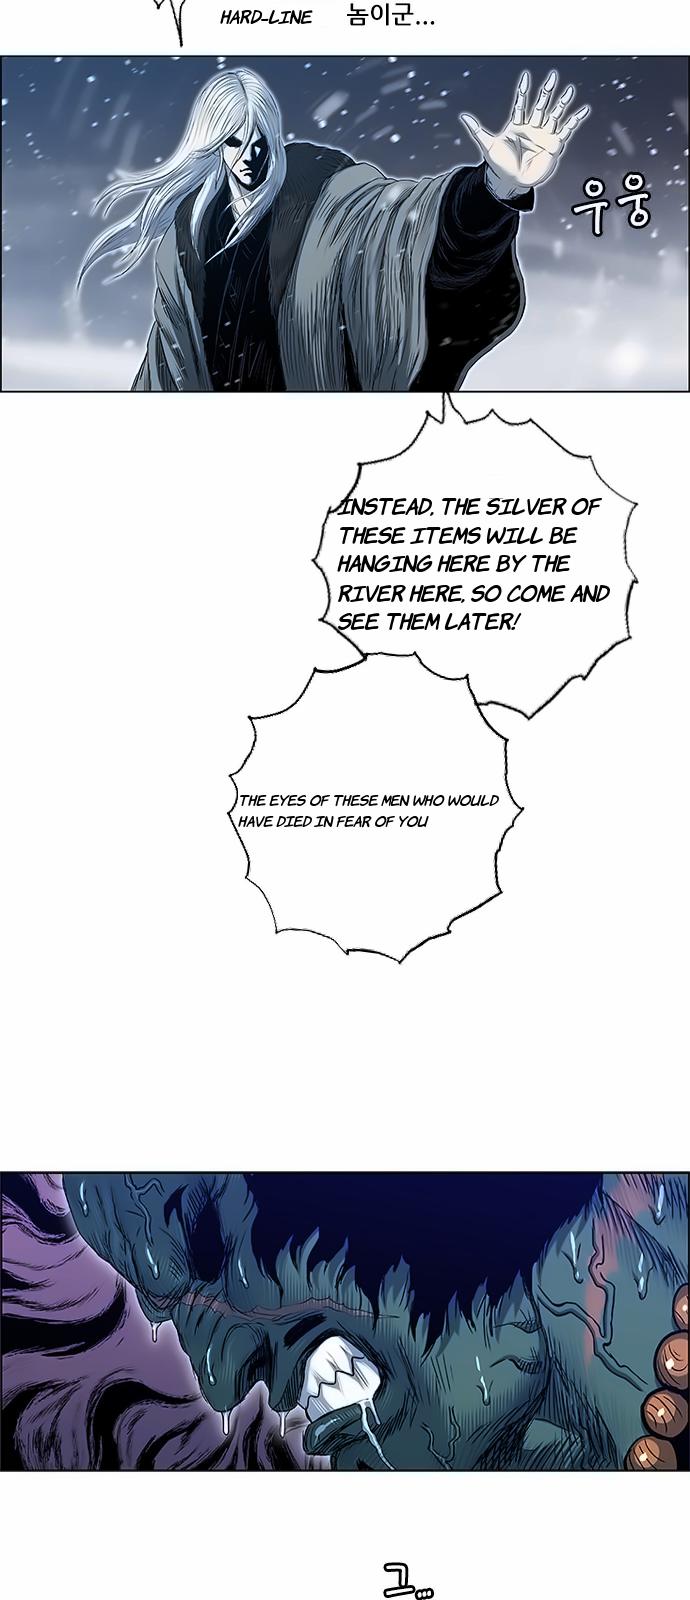 HARD-LINE 놈이군...
우웅
INSTEAD, THE SILVER OF
THESE ITEMS WILL BE
HANGING HERE BY THE
RIVER HERE, SO COME AND
SEE THEM LATER!
THE EYES OF THESE MEN WHO WOULD
HAVE DIED IN FEAR OF YOU
그...